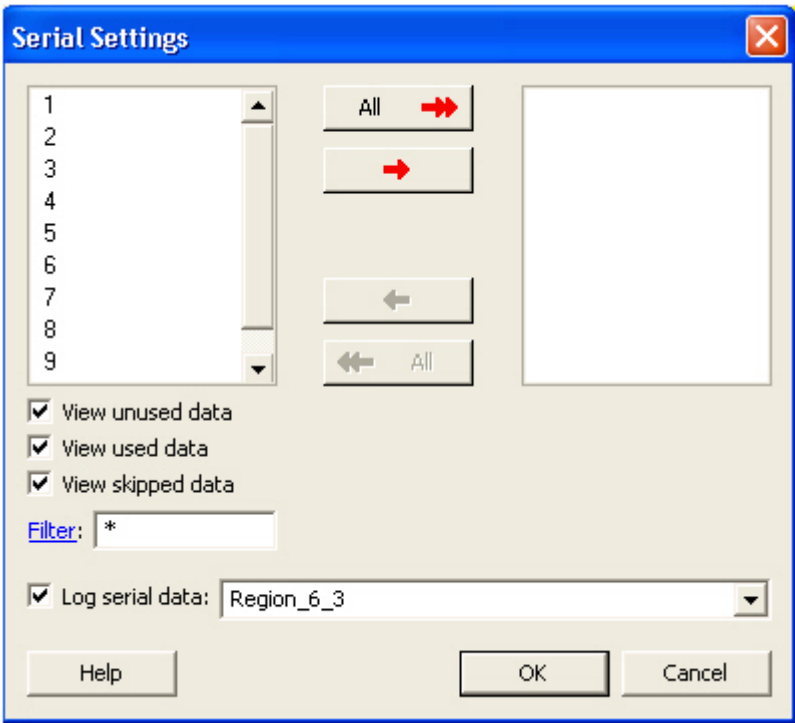 Serial Settings
1
2
3
4
5
6
7
8
9
All
All
View unused data
View used data
View skipped data
Filter: *
Log serial data: Region_6_3
Help OK Cancel